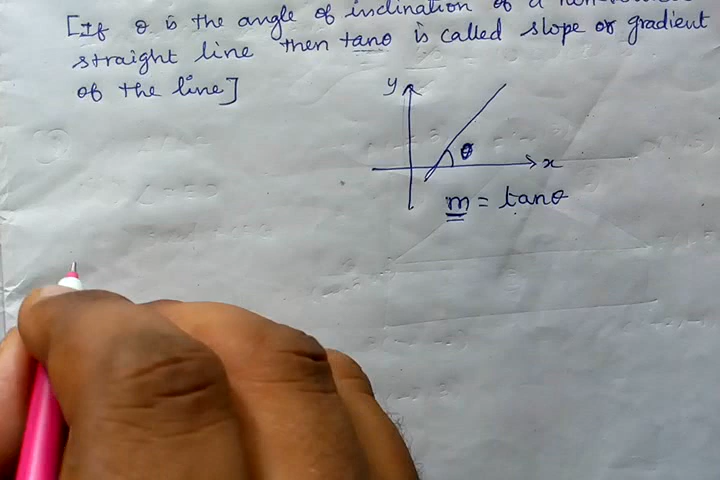 [If θ is the angle of inclination of a
straight line then tanθ is called slope or gradient
of the line]
y
θ
x
m = tanθ